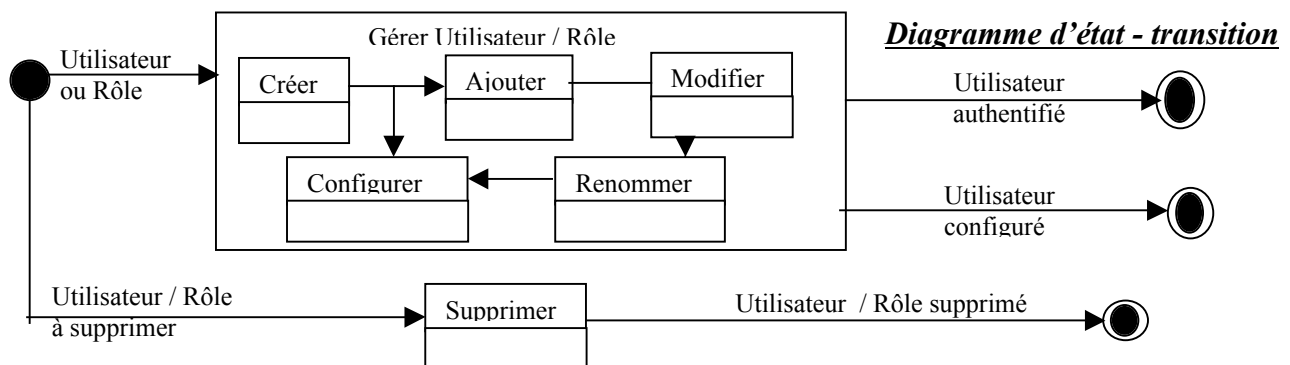 Diagramme d'état - transition
Utilisateur
ou Rôle
Gérer Utilisateur / Rôle
Créer
Ajouter
Modifier
Configurer
Renommer
Utilisateur
authentifié
Utilisateur
configuré
Utilisateur / Rôle
à supprimer
Supprimer
Utilisateur / Rôle supprimé